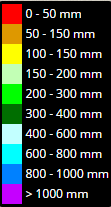 0 - 50 mm
50 - 150 mm
100 - 150 mm
150 - 200 mm
200 - 300 mm
300 - 400 mm
400 - 600 mm
600 - 800 mm
800 - 1000 mm
> 1000 mm